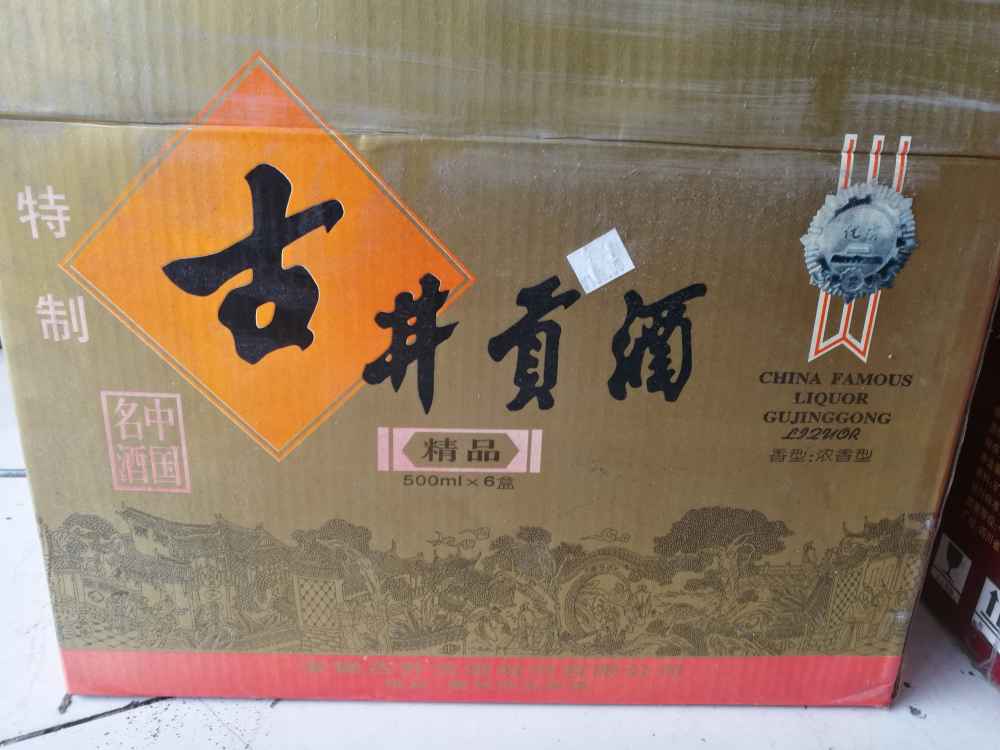 特制
古井贡酒
中国名酒
精品
500ml×6盒
CHINA FAMOUS
LIQUOR
GUJINGGONG
LIQUOR
香型:浓香型